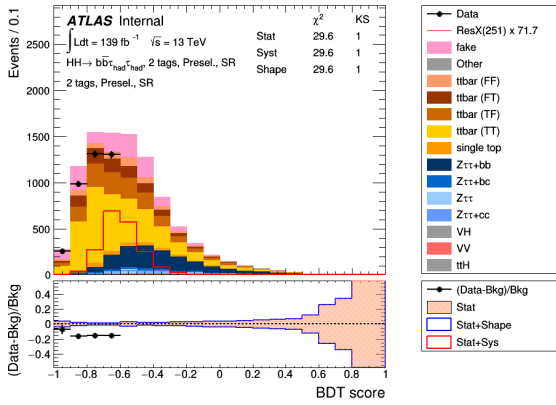 Events / 0.1
2500
2000
1500
1000
500
0
ATLAS Internal
∫Ldt = 139 fb⁻¹ √s = 13 TeV
HH→ bb̅τ_had τ_had, 2 tags, Presel., SR
2 tags, Presel., SR
χ² KS
Stat 29.6 1
Syst 29.6 1
Shape 29.6 1
Data
ResX(251) x 71.7
fake
Other
ttbar (FF)
ttbar (FT)
ttbar (TF)
ttbar (TT)
single top
Zττ+bb
Zττ+bc
Zττ
Zττ+cc
VH
VV
ttH
(Data-Bkg)/Bkg
0.4
0.2
0
−0.2
−0.4
−1 −0.8 −0.6 −0.4 −0.2 0 0.2 0.4 0.6 0.8 1
BDT score
(Data-Bkg)/Bkg
Stat
Stat+Shape
Stat+Sys